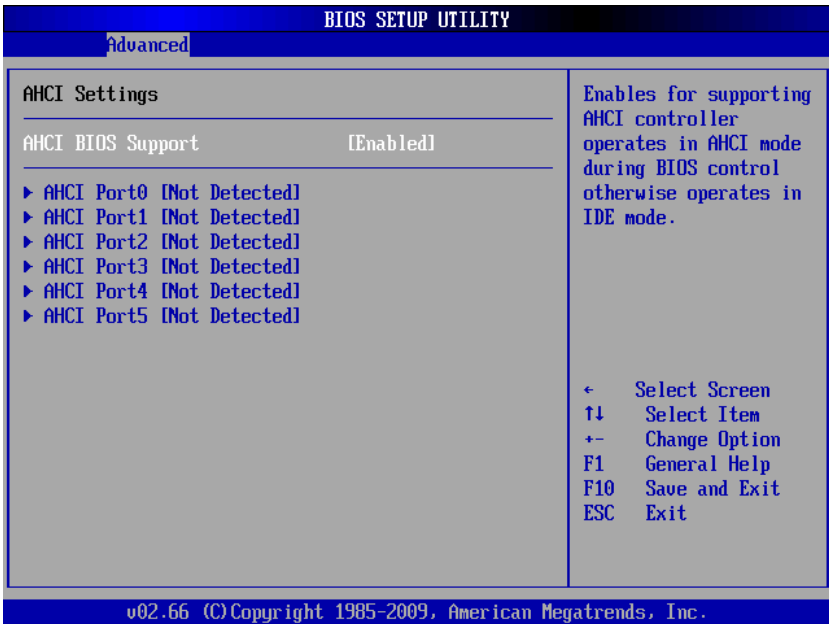 BIOS SETUP UTILITY
Advanced
AHCI Settings
AHCI BIOS Support [Enabled]
AHCI Port0 [Not Detected]
AHCI Port1 [Not Detected]
AHCI Port2 [Not Detected]
AHCI Port3 [Not Detected]
AHCI Port4 [Not Detected]
AHCI Port5 [Not Detected]
Enables for supporting
AHCI controller
operates in AHCI mode
during BIOS control
otherwise operates in
IDE mode.
← Select Screen
↑↓ Select Item
+- Change Option
F1 General Help
F10 Save and Exit
ESC Exit
v02.66 (C)Copyright 1985-2009, American Megatrends, Inc.